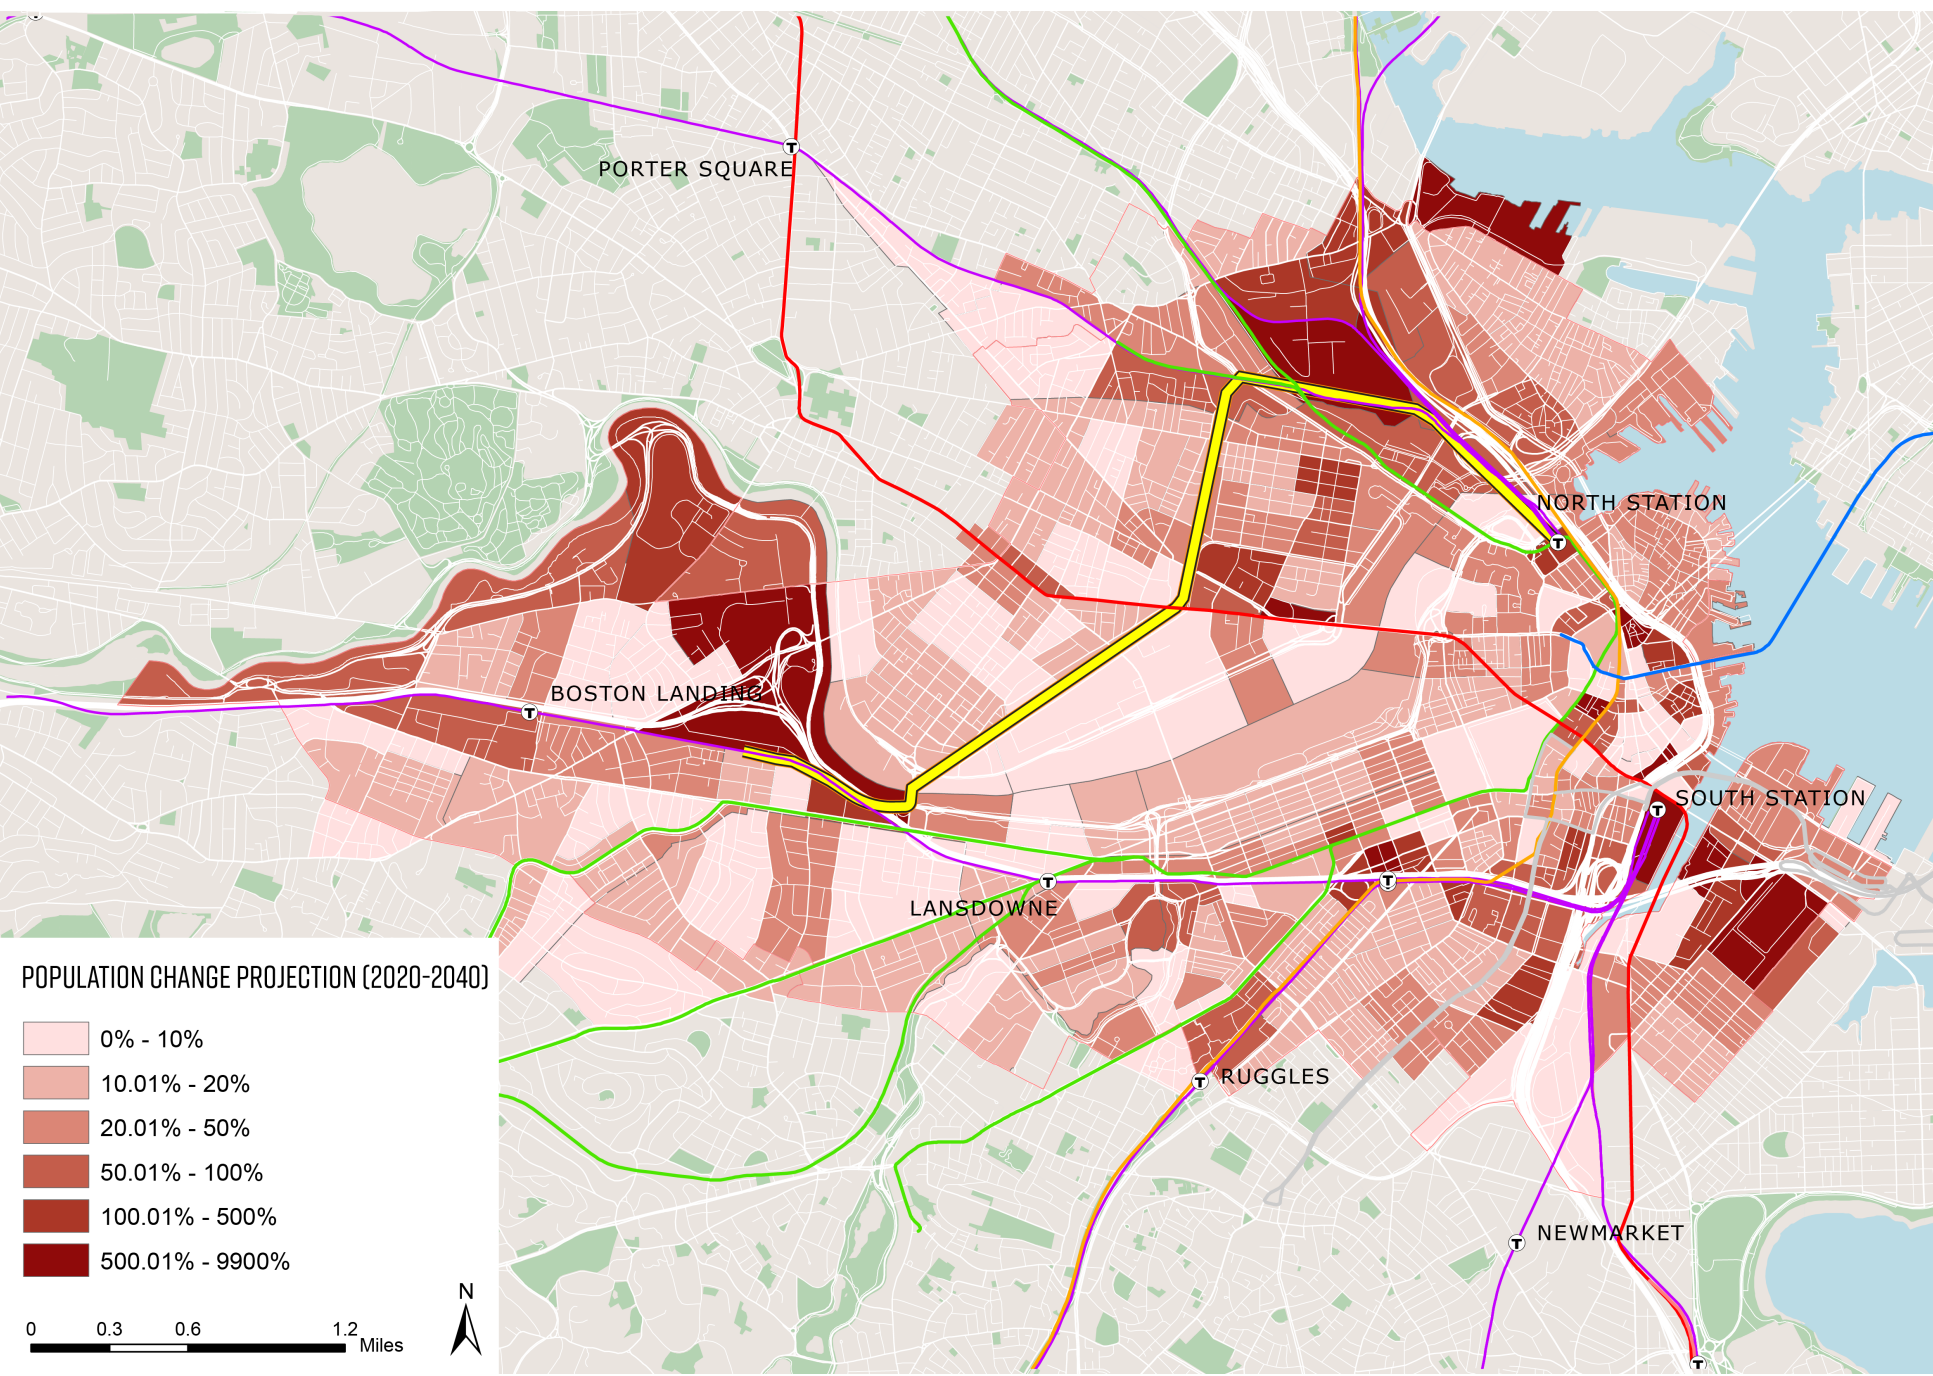 PORTER SQUARE
NORTH STATION
BOSTON LANDING
SOUTH STATION
LANSDOWNE
RUGGLES
NEWMARKET
T
T
T
T
T
T
T
T
T
POPULATION CHANGE PROJECTION (2020-2040)
0% - 10%
10.01% - 20%
20.01% - 50%
50.01% - 100%
100.01% - 500%
500.01% - 9900%
N
0 0.3 0.6 1.2
Miles